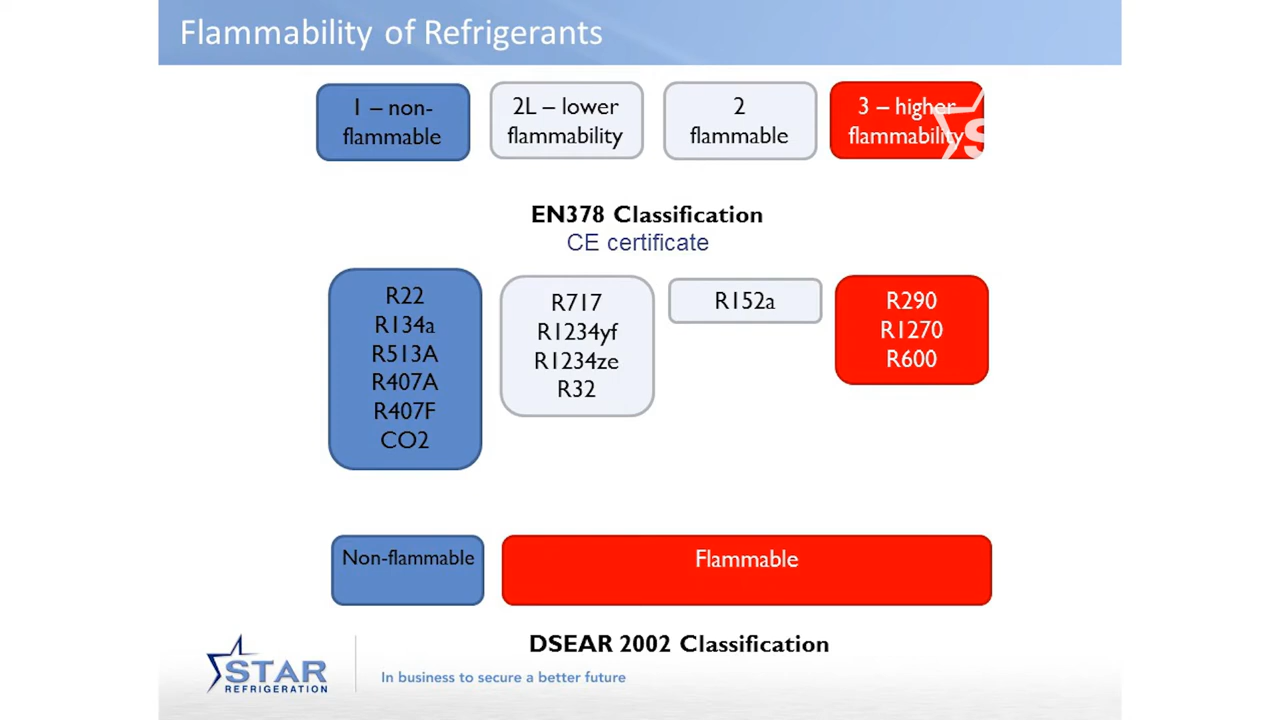 Flammability of Refrigerants
1 – non-
flammable
2L – lower
flammability
2
flammable
3 – higher
flammability
S
EN378 Classification
CE certificate
R22
R134a
R513A
R407A
R407F
CO2
R717
R1234yf
R1234ze
R32
R152a
R290
R1270
R600
Non-flammable
Flammable
DSEAR 2002 Classification
STAR
REFRIGERATION
In business to secure a better future